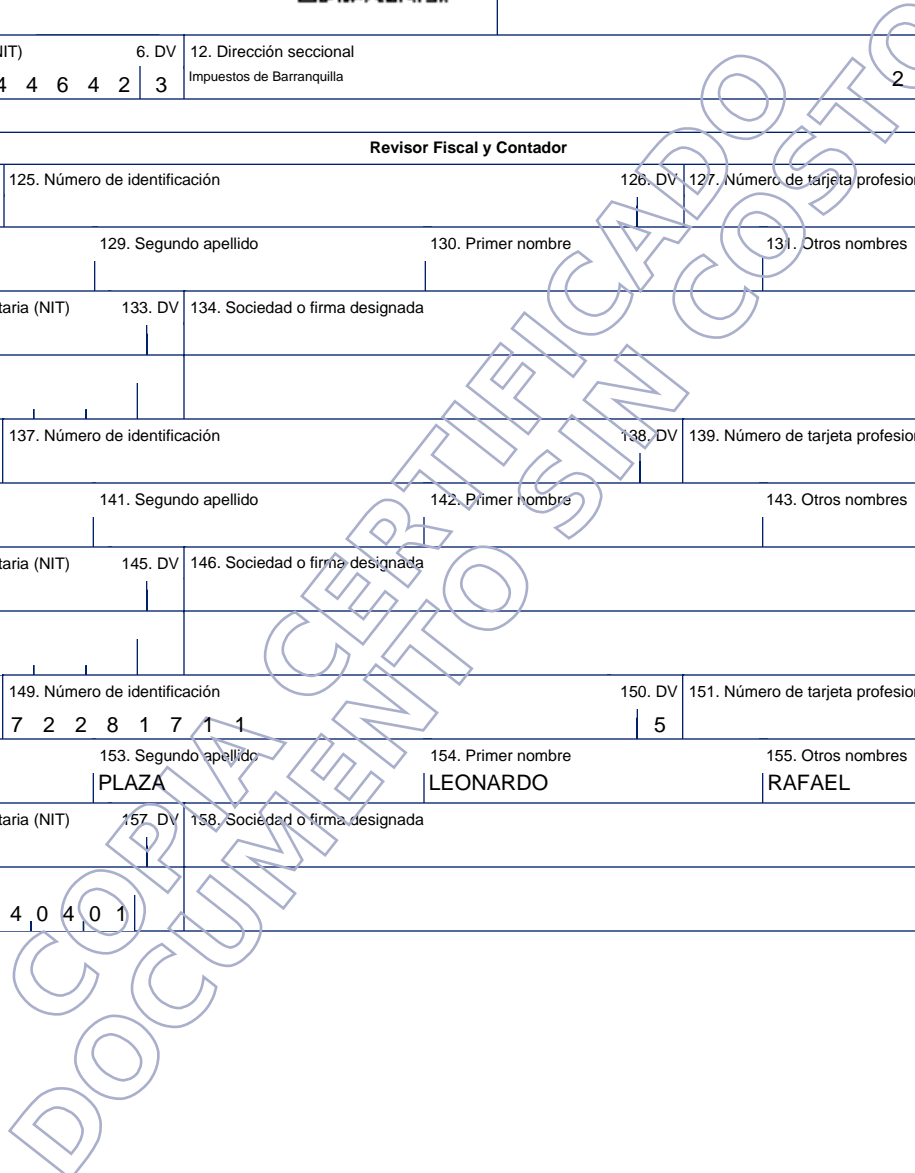 IT) 6. DV 12. Dirección seccional
4 4 6 4 2 3 Impuestos de Barranquilla 2
Revisor Fiscal y Contador
125. Número de identificación 126. DV 127. Número de tarjeta profesion
129. Segundo apellido 130. Primer nombre 131. Otros nombres
taria (NIT) 133. DV 134. Sociedad o firma designada
137. Número de identificación 138. DV 139. Número de tarjeta profesion
141. Segundo apellido 142. Primer nombre 143. Otros nombres
taria (NIT) 145. DV 146. Sociedad o firma designada
149. Número de identificación 150. DV 151. Número de tarjeta profesion
7 2 2 8 1 7 1 1 5
153. Segundo apellido 154. Primer nombre 155. Otros nombres
PLAZA LEONARDO RAFAEL
taria (NIT) 157. DV 158. Sociedad o firma designada
4 0 4 0 1
COPIA CERTIFICADO
DOCUMENTO SIN COSTO